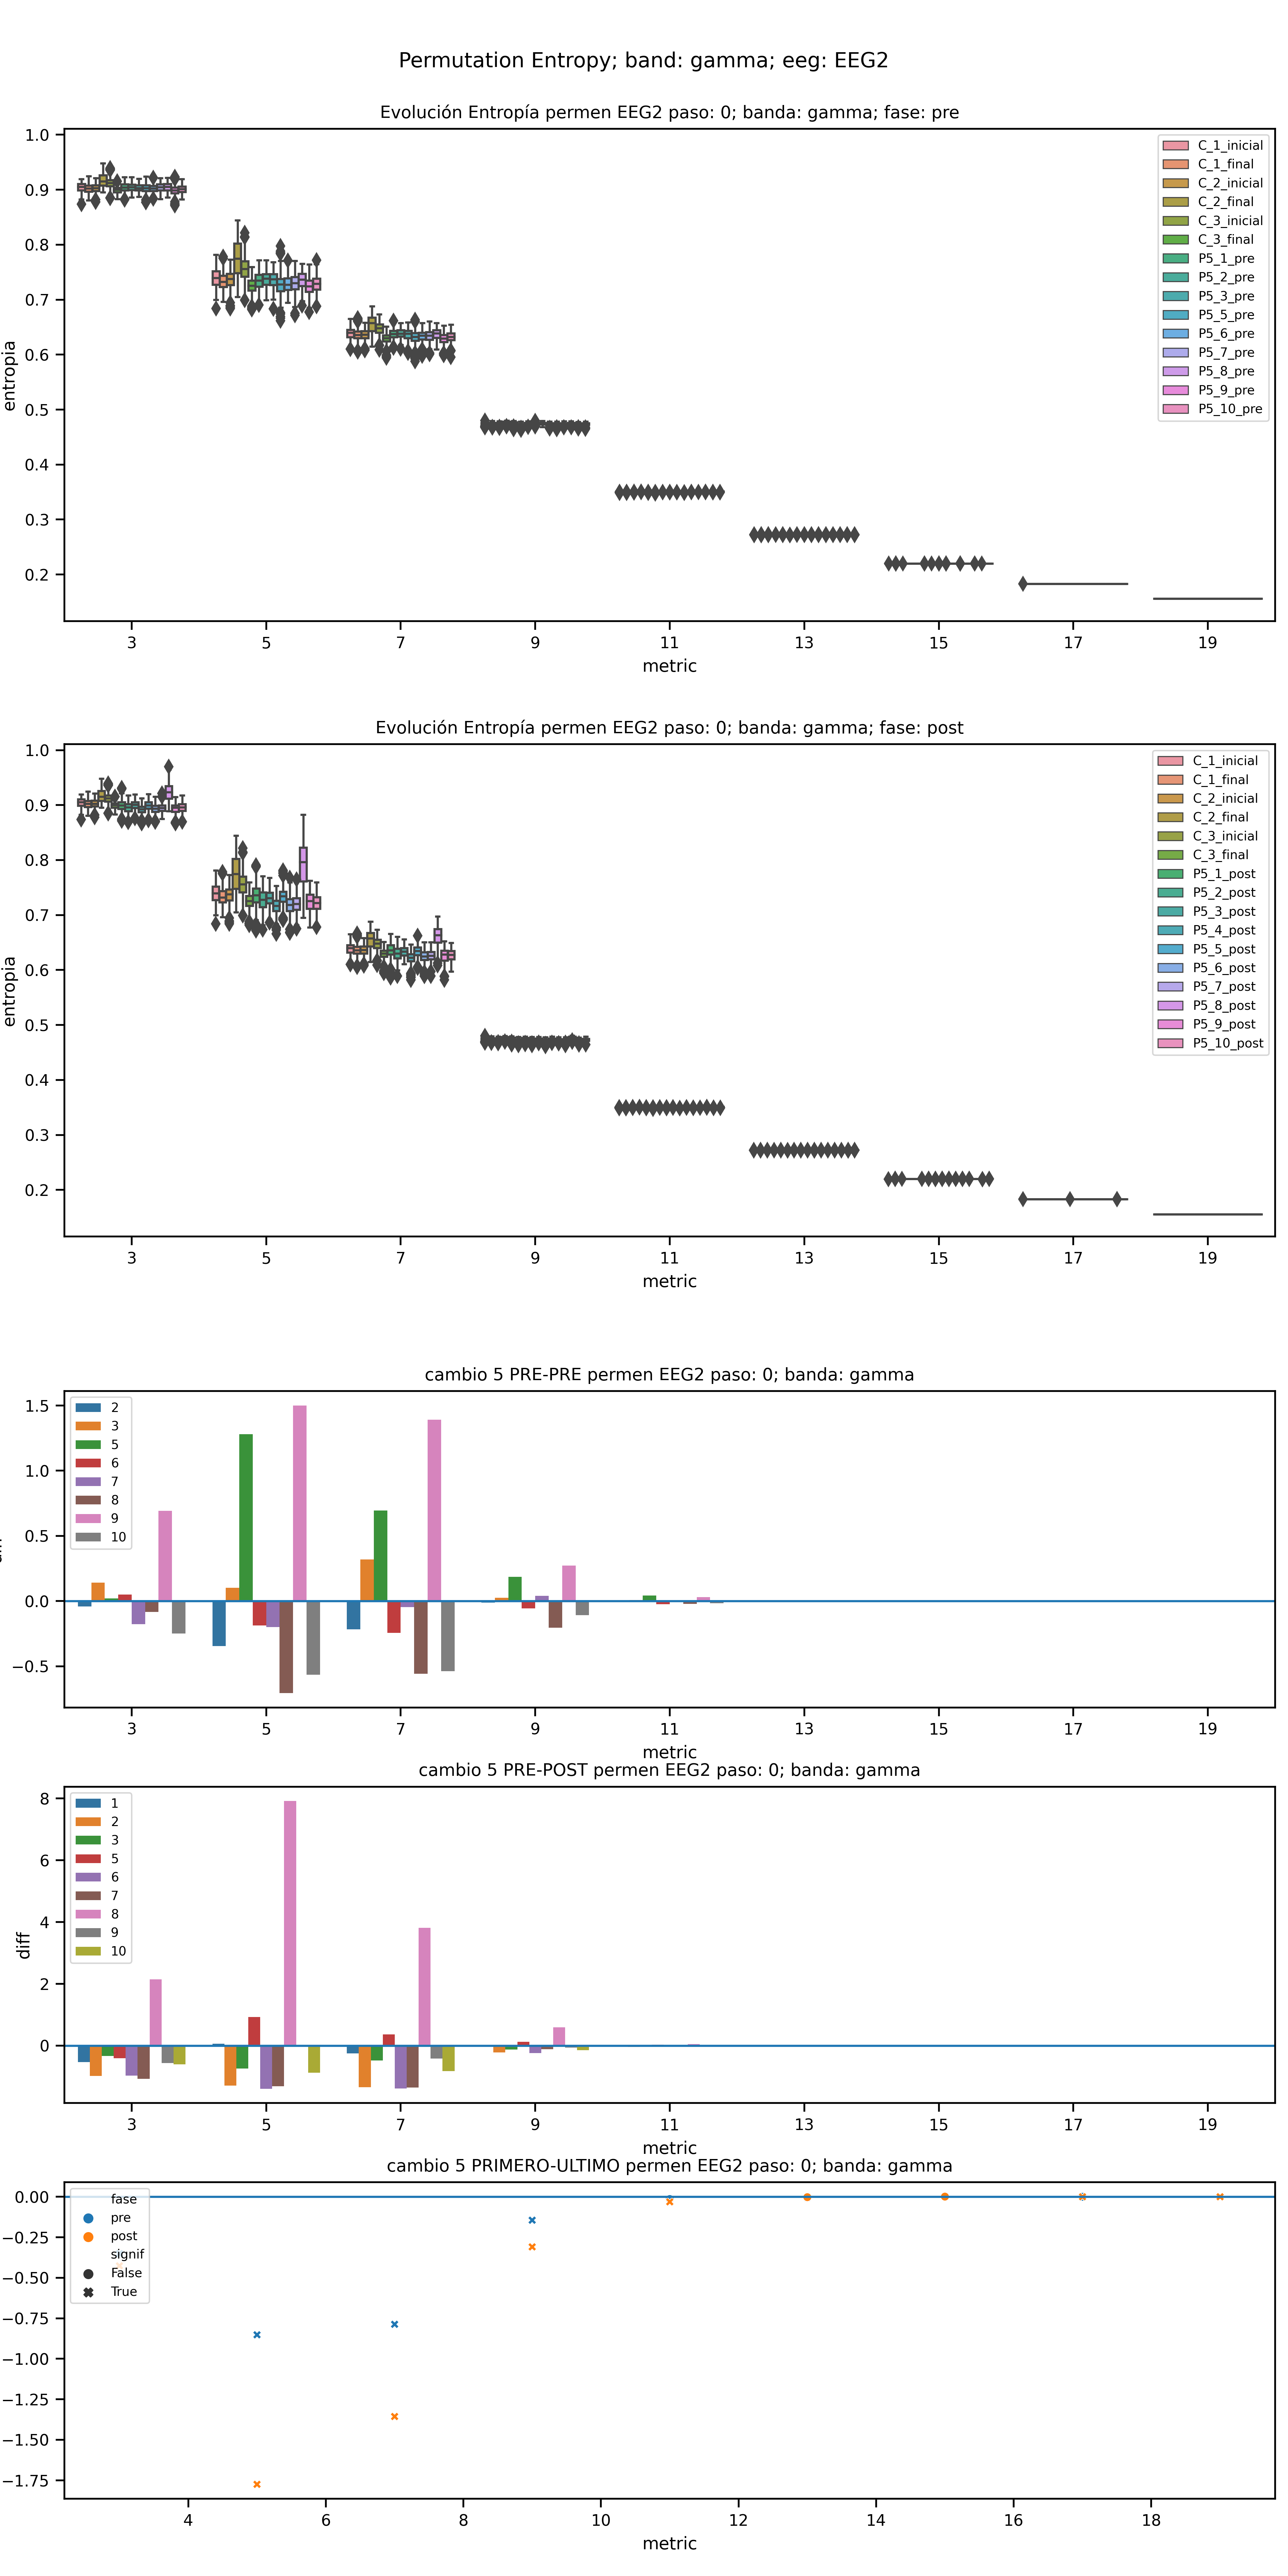 Permutation Entropy; band: gamma; eeg: EEG2
Evolución Entropía permen EEG2 paso: 0; banda: gamma; fase: pre
1.0
0.9
0.8
0.7
0.6
0.5
0.4
0.3
0.2
entropia
C_1_inicial
C_1_final
C_2_inicial
C_2_final
C_3_inicial
C_3_final
P5_1_pre
P5_2_pre
P5_3_pre
P5_5_pre
P5_6_pre
P5_7_pre
P5_8_pre
P5_9_pre
P5_10_pre
3 5 7 9 11 13 15 17 19
metric
Evolución Entropía permen EEG2 paso: 0; banda: gamma; fase: post
1.0
0.9
0.8
0.7
0.6
0.5
0.4
0.3
0.2
entropia
C_1_inicial
C_1_final
C_2_inicial
C_2_final
C_3_inicial
C_3_final
P5_1_post
P5_2_post
P5_3_post
P5_4_post
P5_5_post
P5_6_post
P5_7_post
P5_8_post
P5_9_post
P5_10_post
3 5 7 9 11 13 15 17 19
metric
cambio 5 PRE-PRE permen EEG2 paso: 0; banda: gamma
1.5
1.0
0.5
0.0
−0.5
2
3
5
6
7
8
9
10
3 5 7 9 11 13 15 17 19
metric
cambio 5 PRE-POST permen EEG2 paso: 0; banda: gamma
8
6
4
2
0
diff
1
2
3
5
6
7
8
9
10
3 5 7 9 11 13 15 17 19
metric
cambio 5 PRIMERO-ULTIMO permen EEG2 paso: 0; banda: gamma
0.00
−0.25
−0.50
−0.75
−1.00
−1.25
−1.50
−1.75
fase
pre
post
signif
False
True
4 6 8 10 12 14 16 18
metric